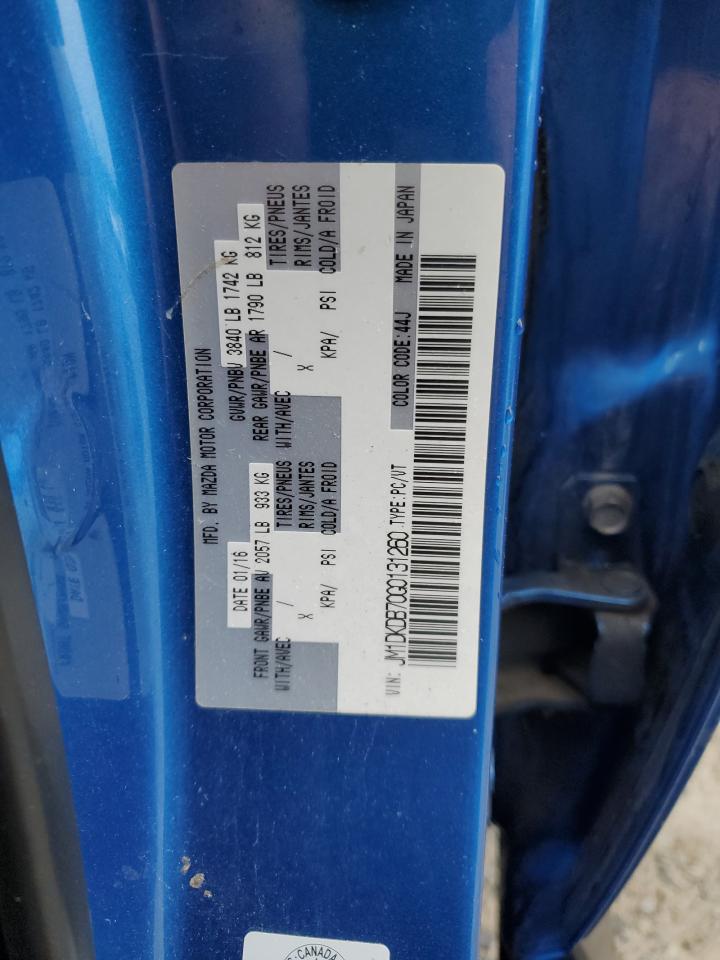 MFD. BY MAZDA MOTOR CORPORATION
DATE 01/16 GVWR/PNBV 3840 LB 1742 KG
FRONT GAWR/PNBE AV 2057 LB 933 KG REAR GAWR/PNBE AR 1790 LB 812 KG
WITH/AVEC / TIRES/PNEUS WITH/AVEC / TIRES/PNEUS
X RIMS/JANTES X RIMS/JANTES
KPA/ PSI COLD/A FROID KPA/ PSI COLD/A FROID
VIN: JM1DKDB70G0131260 TYPE:PC/VT COLOR CODE:44J MADE IN JAPAN
CANADA